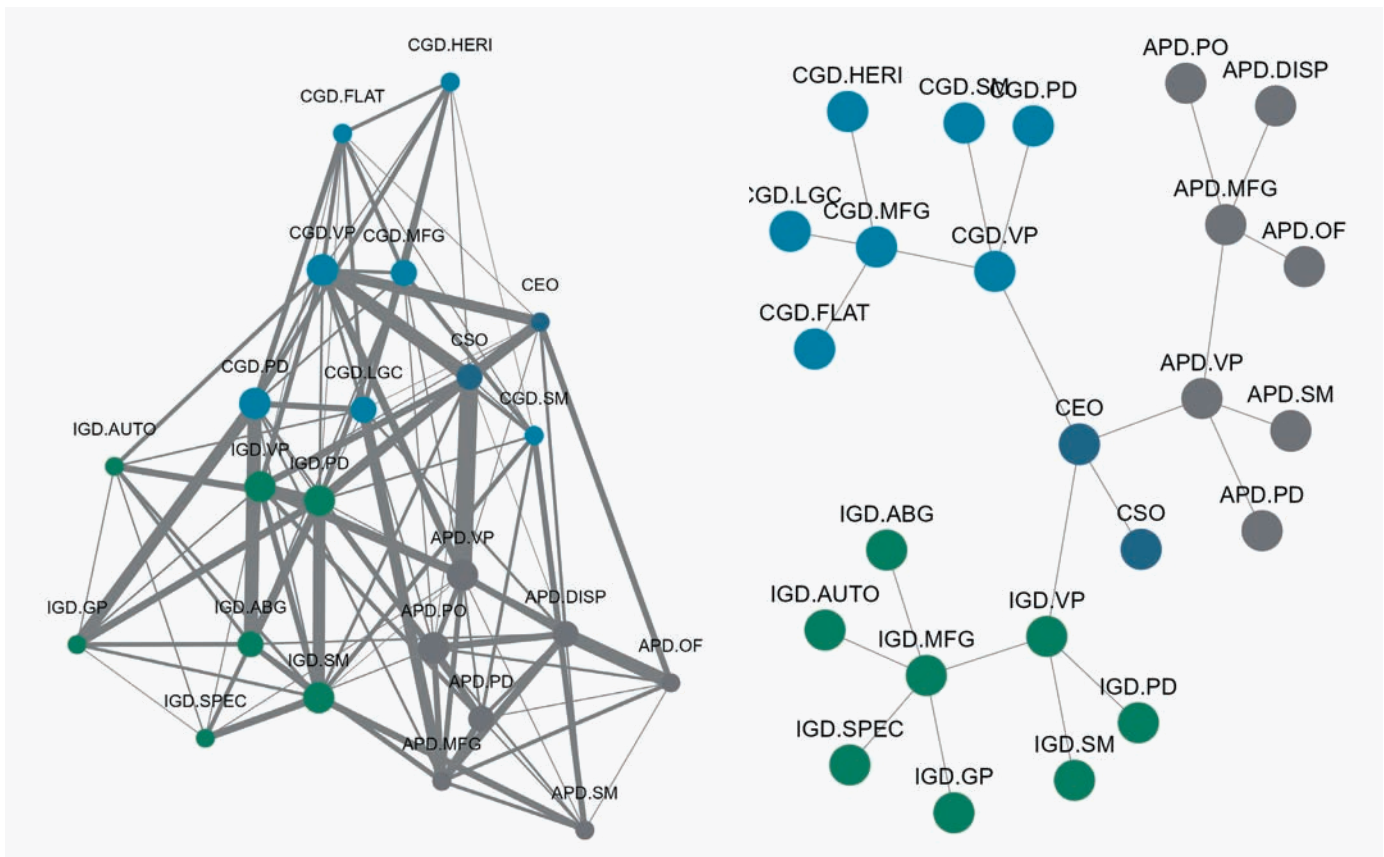 CGD.HERI
CGD.FLAT
CGD.VP
CGD.MFG
CEO
CSO
CGD.PD
CGD.LGC
CGD.SM
IGD.AUTO
IGD.VP
IGD.PD
APD.VP
IGD.GP
IGD.ABG
APD.PO
APD.DISP
APD.OF
IGD.SM
APD.PD
IGD.SPEC
APD.MFG
APD.SM
APD.PO
APD.DISP
CGD.HERI
CGD.SM
CGD.PD
APD.MFG
CGD.LGC
CGD.MFG
CGD.VP
APD.OF
CGD.FLAT
APD.VP
APD.SM
CEO
APD.PD
IGD.ABG
CSO
IGD.AUTO
IGD.VP
IGD.MFG
IGD.PD
IGD.SPEC
IGD.SM
IGD.GP